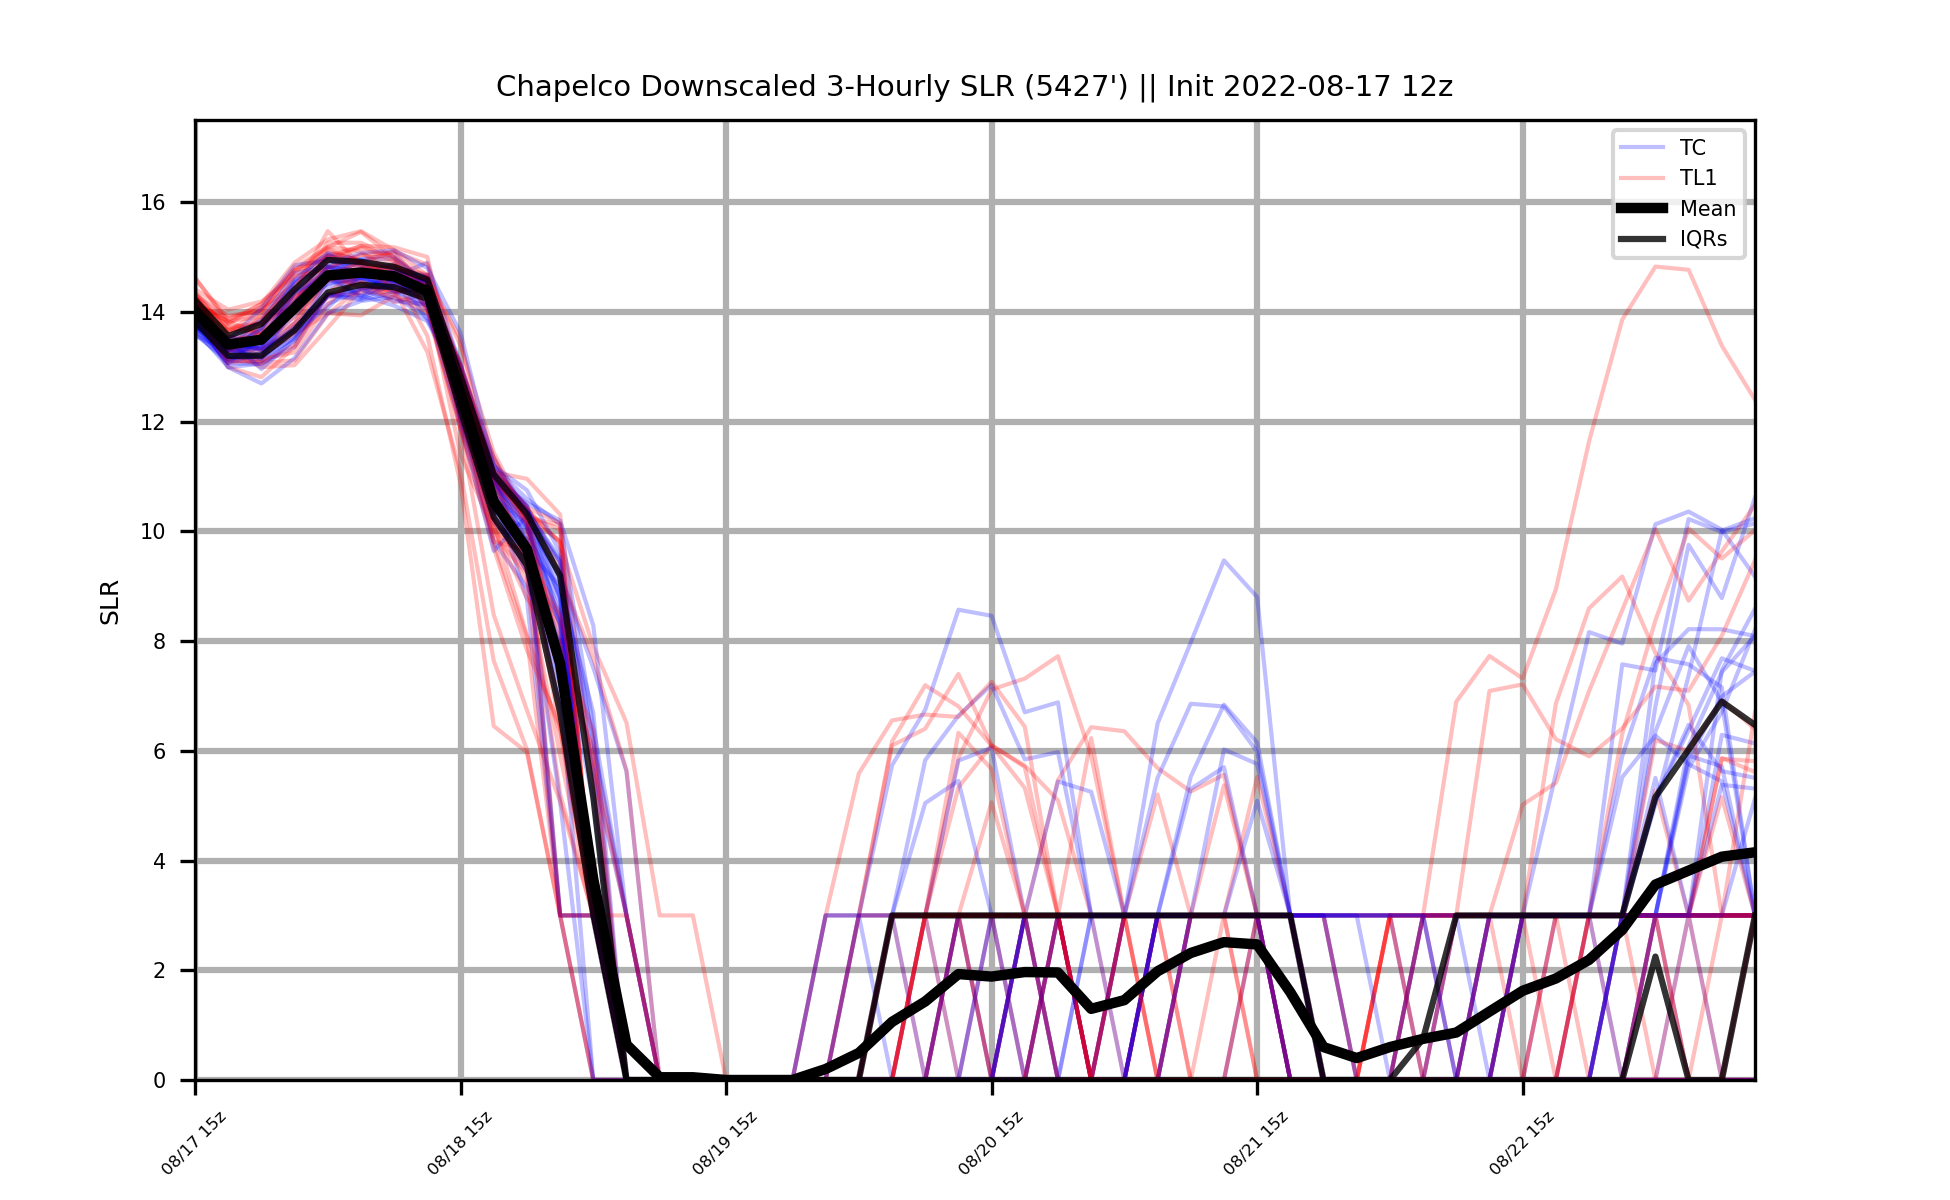 Chapelco Downscaled 3-Hourly SLR (5427') || Init 2022-08-17 12z
TC
TL1
Mean
IQRs
SLR
16
14
12
10
8
6
4
2
0
08/17 15z
08/18 15z
08/19 15z
08/20 15z
08/21 15z
08/22 15z